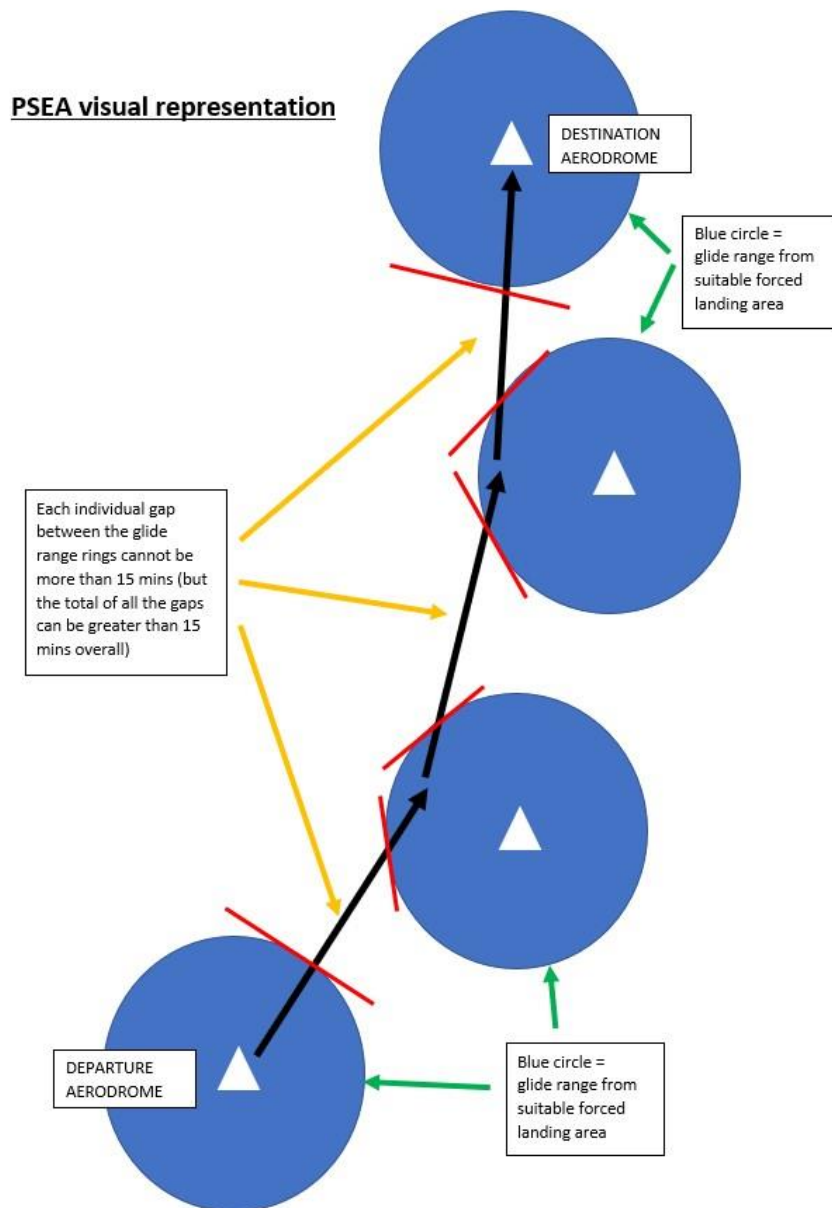 PSEA visual representation
DESTINATION
AERODROME
Blue circle =
glide range from
suitable forced
landing area
Each individual gap
between the glide
range rings cannot be
more than 15 mins (but
the total of all the gaps
can be greater than 15
mins overall)
DEPARTURE
AERODROME
Blue circle =
glide range from
suitable forced
landing area